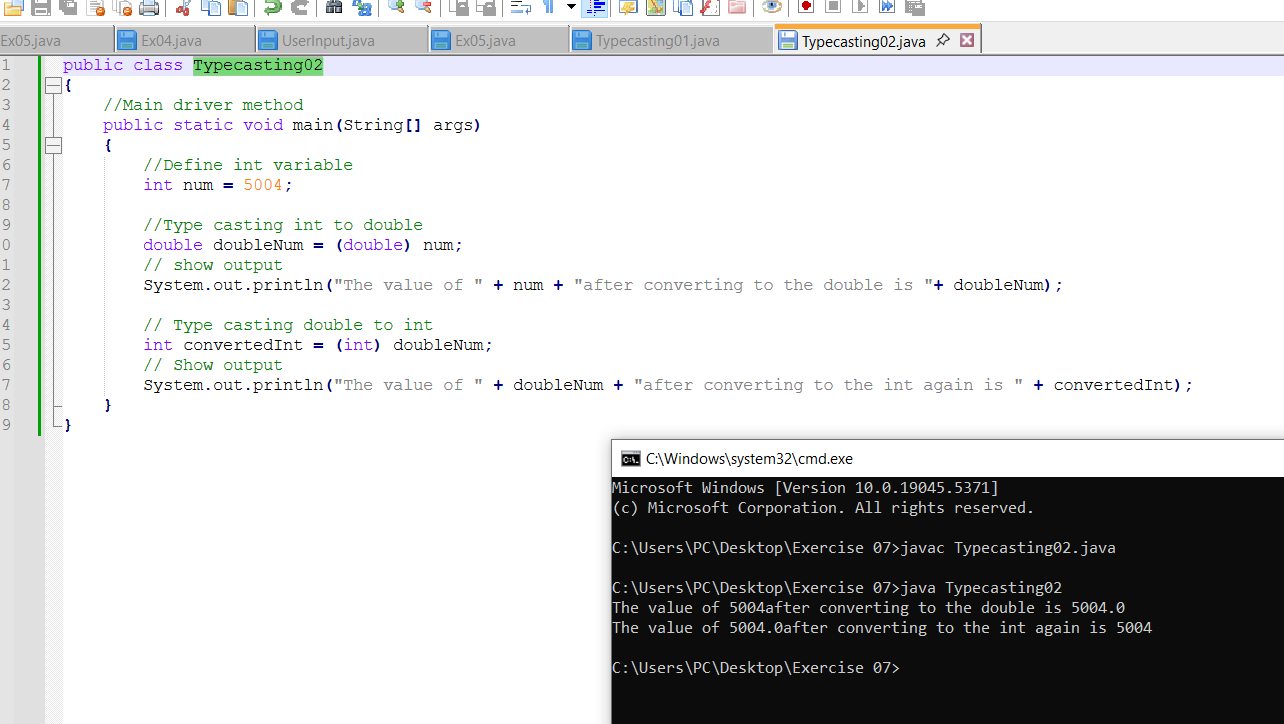 Ex05.java Ex04.java UserInput.java Ex05.java Typecasting01.java Typecasting02.java
1 public class Typecasting02
2 {
3 //Main driver method
4 public static void main(String[] args)
5 {
6 //Define int variable
7 int num = 5004;
8
9 //Type casting int to double
0 double doubleNum = (double) num;
1 // show output
2 System.out.println("The value of " + num + "after converting to the double is "+ doubleNum);
3
4 // Type casting double to int
5 int convertedInt = (int) doubleNum;
6 // Show output
7 System.out.println("The value of " + doubleNum + "after converting to the int again is " + convertedInt);
8 }
9 }
C:\Windows\system32\cmd.exe
Microsoft Windows [Version 10.0.19045.5371]
(c) Microsoft Corporation. All rights reserved.
C:\Users\PC\Desktop\Exercise 07>javac Typecasting02.java
C:\Users\PC\Desktop\Exercise 07>java Typecasting02
The value of 5004after converting to the double is 5004.0
The value of 5004.0after converting to the int again is 5004
C:\Users\PC\Desktop\Exercise 07>